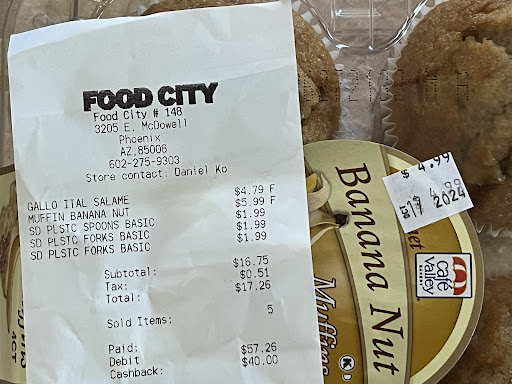 FOOD CITY
Food City # 148
3205 E. McDowell
Phoenix
AZ,85008
602-275-9303
Store contact: Daniel Ko
GALLO ITAL SALAME $4.79 F
MUFFIN BANANA NUT $5.99 F
SD PLSTC SPOONS BASIC $1.99
SD PLSTC FORKS BASIC $1.99
SD PLSTC FORKS BASIC $1.99
Subtotal: $16.75
Tax: $0.51
Total: $17.26
Sold Items: 5
Paid:
Debit $57.26
Cashback: $40.00
Banana Nut
Muffins
$ 4.99
17 2024
café
Valley
BAKERY
4CT